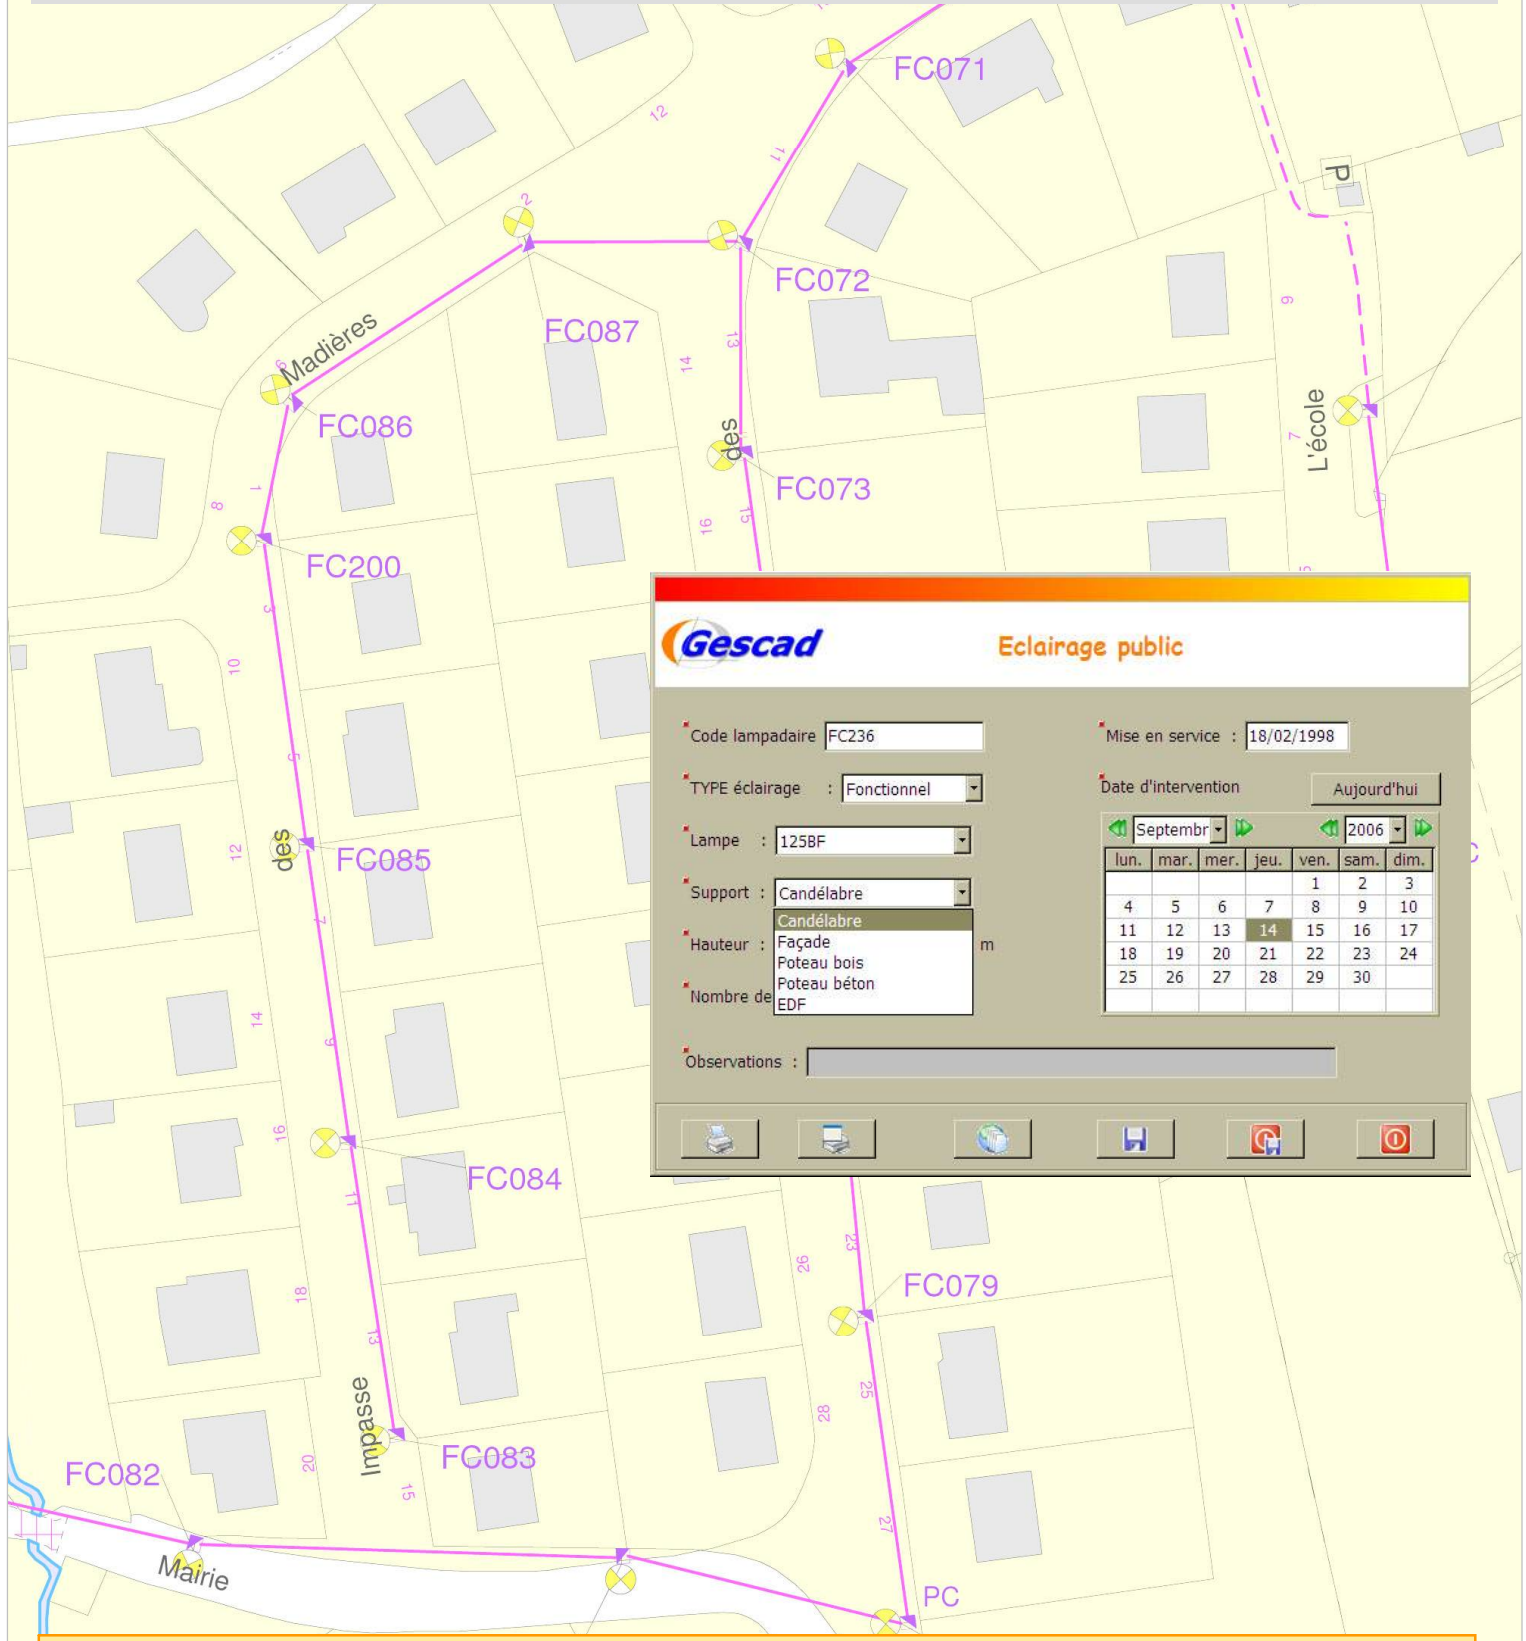 FC071
12
11
2
P
FC072
FC087
13
14
9
Madières
6
FC086
L'école
7
des
FC073
1
8
16
15
FC200
3
10
5
des
FC085
12
7
14
9
16
FC084
11
18
13
Impasse
FC083
20
15
FC082
Mairie
23
26
FC079
25
28
27
PC
Gescad
Eclairage public
Code lampadaire FC236
Mise en service : 18/02/1998
TYPE éclairage : Fonctionnel
Date d'intervention
Aujourd'hui
Lampe : 125BF
Septembr 2006
lun. mar. mer. jeu. ven. sam. dim.
1 2 3
4 5 6 7 8 9 10
11 12 13 14 15 16 17
18 19 20 21 22 23 24
25 26 27 28 29 30
Support : Candélabre
Candélabre
Façade
Poteau bois
Poteau béton
EDF
Hauteur : m
Nombre de
Observations :